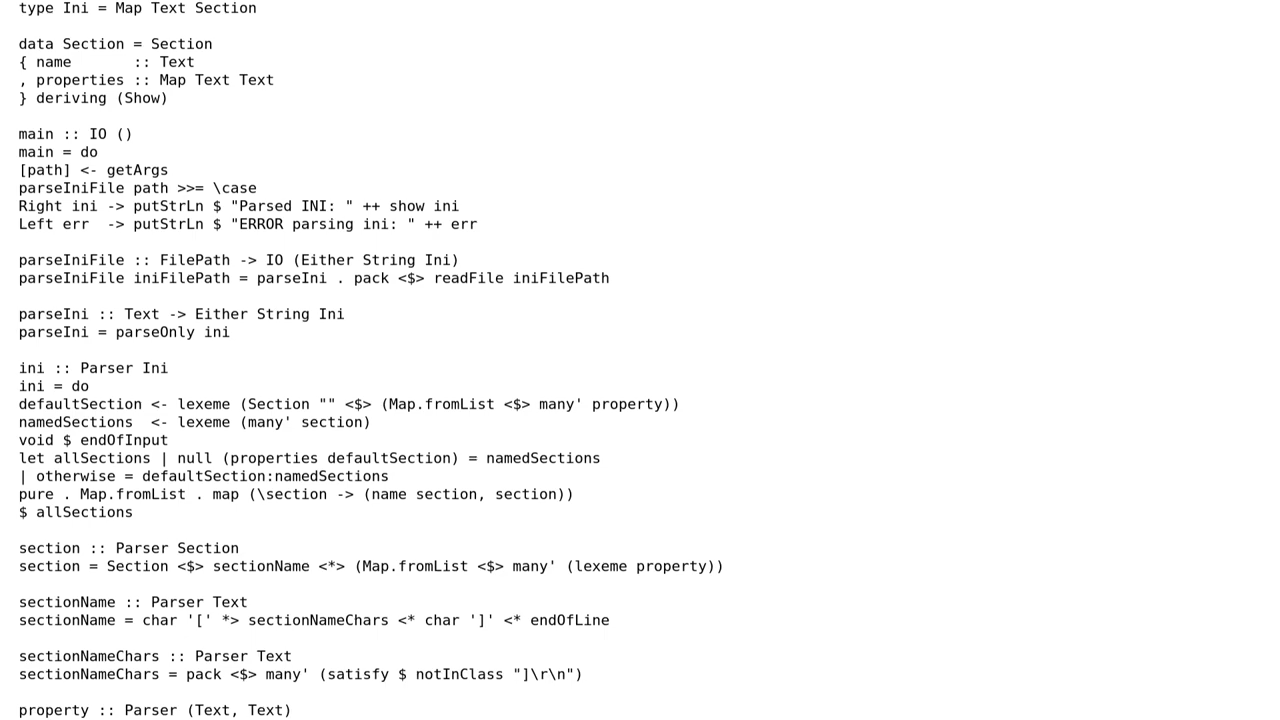 type Ini = Map Text Section

data Section = Section
{ name       :: Text
, properties :: Map Text Text
} deriving (Show)

main :: IO ()
main = do
[path] <- getArgs
parseIniFile path >>= \case
Right ini -> putStrLn $ "Parsed INI: " ++ show ini
Left err  -> putStrLn $ "ERROR parsing ini: " ++ err

parseIniFile :: FilePath -> IO (Either String Ini)
parseIniFile iniFilePath = parseIni . pack <$> readFile iniFilePath

parseIni :: Text -> Either String Ini
parseIni = parseOnly ini

ini :: Parser Ini
ini = do
defaultSection <- lexeme (Section "" <$> (Map.fromList <$> many' property))
namedSections  <- lexeme (many' section)
void $ endOfInput
let allSections | null (properties defaultSection) = namedSections
| otherwise = defaultSection:namedSections
pure . Map.fromList . map (\section -> (name section, section))
$ allSections

section :: Parser Section
section = Section <$> sectionName <*> (Map.fromList <$> many' (lexeme property))

sectionName :: Parser Text
sectionName = char '[' *> sectionNameChars <* char ']' <* endOfLine

sectionNameChars :: Parser Text
sectionNameChars = pack <$> many' (satisfy $ notInClass "]\r\n")

property :: Parser (Text, Text)